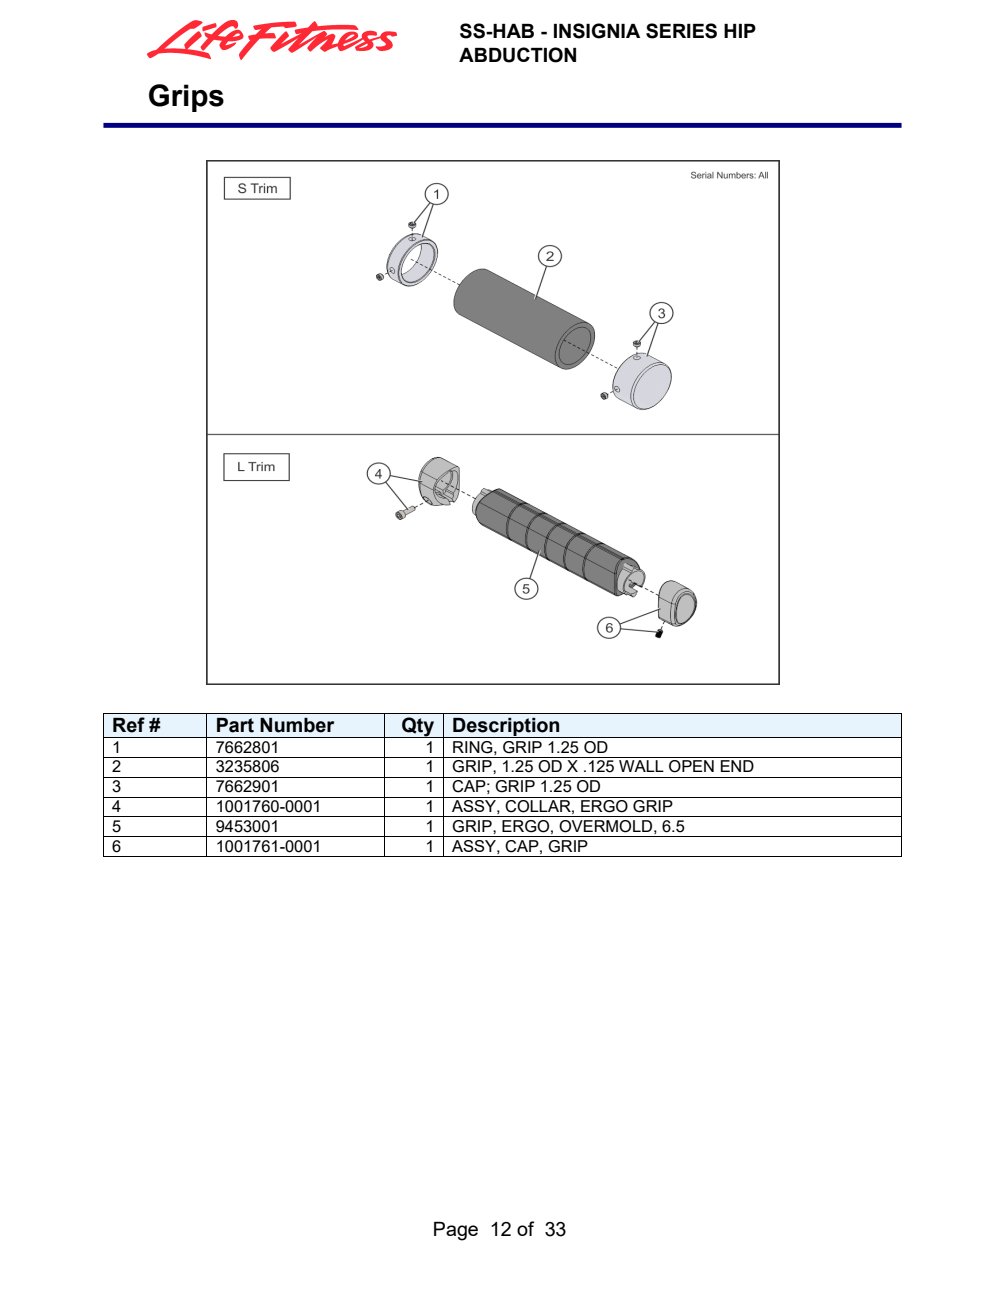 Life Fitness
SS-HAB - INSIGNIA SERIES HIP
ABDUCTION
Grips
S Trim
Serial Numbers: All
1
2
3
L Trim
4
5
6
Ref # Part Number Qty Description
1 7662801 1 RING, GRIP 1.25 OD
2 3235806 1 GRIP, 1.25 OD X .125 WALL OPEN END
3 7662901 1 CAP; GRIP 1.25 OD
4 1001760-0001 1 ASSY, COLLAR, ERGO GRIP
5 9453001 1 GRIP, ERGO, OVERMOLD, 6.5
6 1001761-0001 1 ASSY, CAP, GRIP
Page 12 of 33